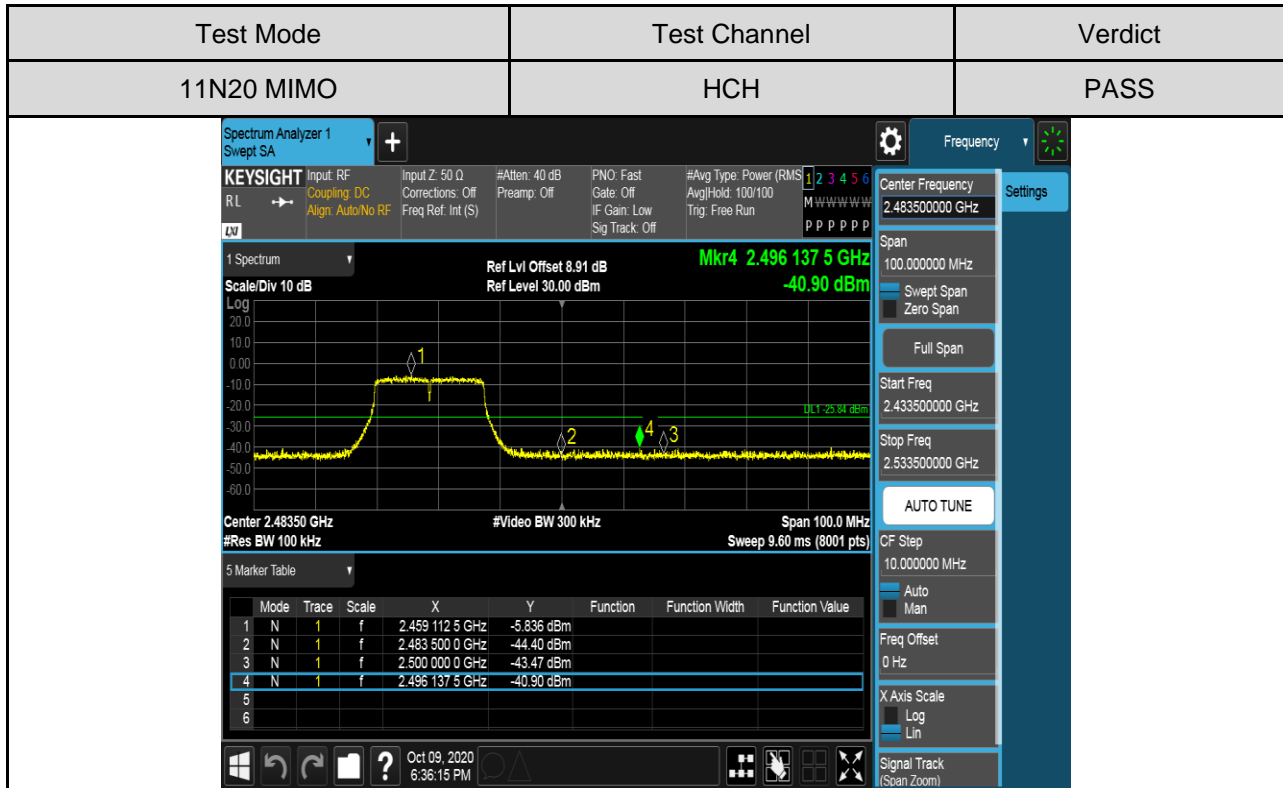 Test Mode Test Channel Verdict
11N20 MIMO HCH PASS
Spectrum Analyzer 1
Swept SA
+
Frequency
KEYSIGHT Input: RF Input Z: 50 Ω #Atten: 40 dB PNO: Fast #Avg Type: Power (RMS 1 2 3 4 5 6
RL Coupling: DC Corrections: Off Preamp: Off Gate: Off Avg|Hold: 100/100 M W W W W W
Align: Auto/No RF Freq Ref: Int (S) IF Gain: Low Trig: Free Run
LXI Sig Track: Off P P P P P P
1 Spectrum Ref Lvl Offset 8.91 dB Mkr4 2.496 137 5 GHz
Scale/Div 10 dB Ref Level 30.00 dBm -40.90 dBm
Log
20.0
10.0
0.00
-10.0
-20.0
-30.0
-40.0
-50.0
-60.0
1
DL1 -25.84 dBm
2
4
3
Center 2.48350 GHz #Video BW 300 kHz Span 100.0 MHz
#Res BW 100 kHz Sweep 9.60 ms (8001 pts)
5 Marker Table
Mode Trace Scale X Y Function Function Width Function Value
1 N 1 f 2.459 112 5 GHz -5.836 dBm
2 N 1 f 2.483 500 0 GHz -44.40 dBm
3 N 1 f 2.500 000 0 GHz -43.47 dBm
4 N 1 f 2.496 137 5 GHz -40.90 dBm
5
6
?
Oct 09, 2020
6:36:15 PM
Center Frequency
2.483500000 GHz
Settings
Span
100.000000 MHz
Swept Span
Zero Span
Full Span
Start Freq
2.433500000 GHz
Stop Freq
2.533500000 GHz
AUTO TUNE
CF Step
10.000000 MHz
Auto
Man
Freq Offset
0 Hz
X Axis Scale
Log
Lin
Signal Track
(Span Zoom)